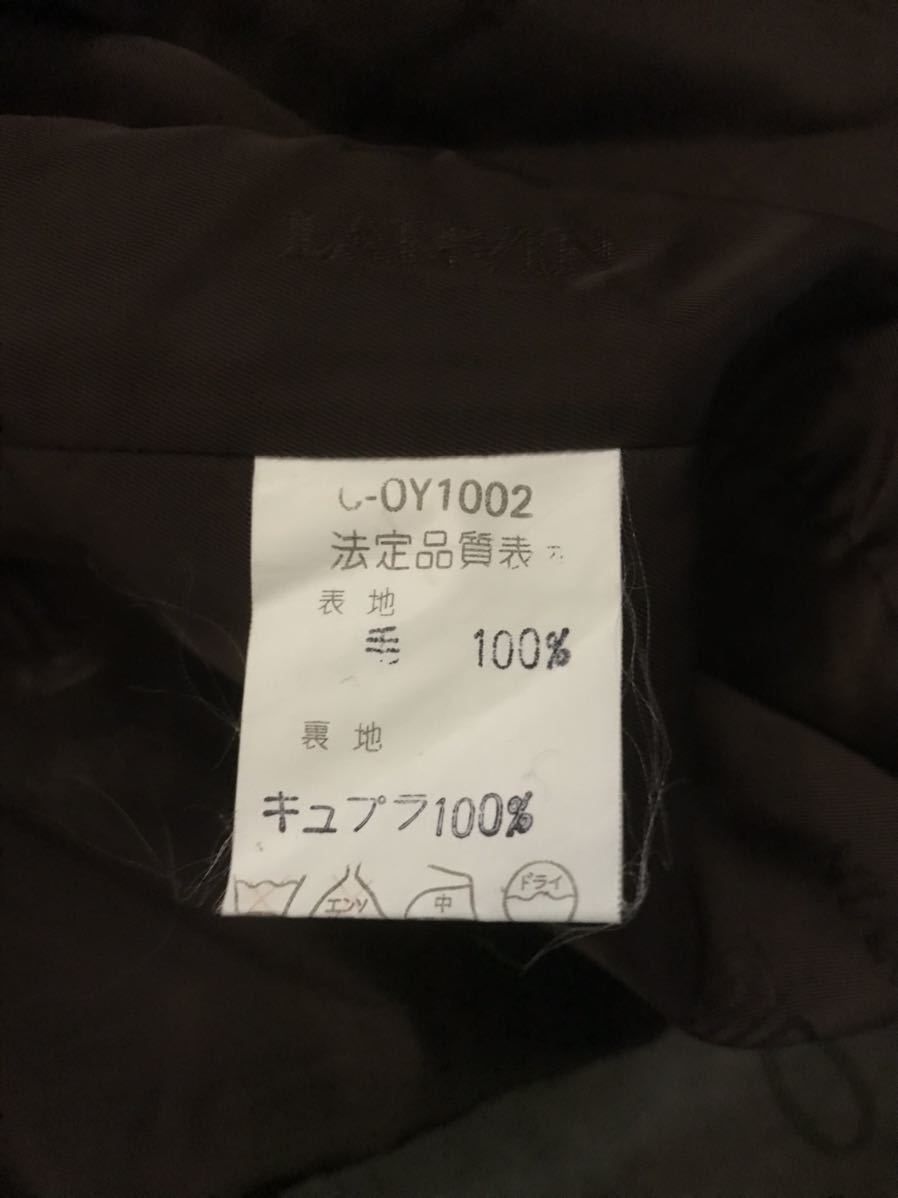 LANVIN
-OY1002
法定品質表
表地
毛 100%
裏地
キュプラ100%
エンソ 中 ドライ